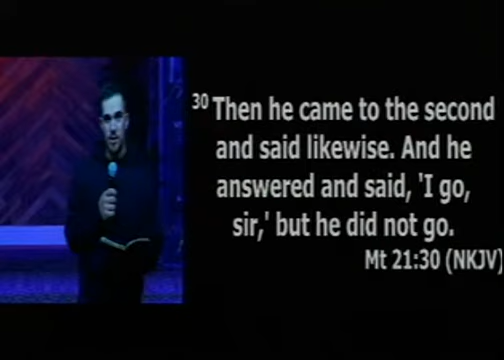 30 Then he came to the second
and said likewise. And he
answered and said, 'I go,
sir,' but he did not go.
Mt 21:30 (NKJV)